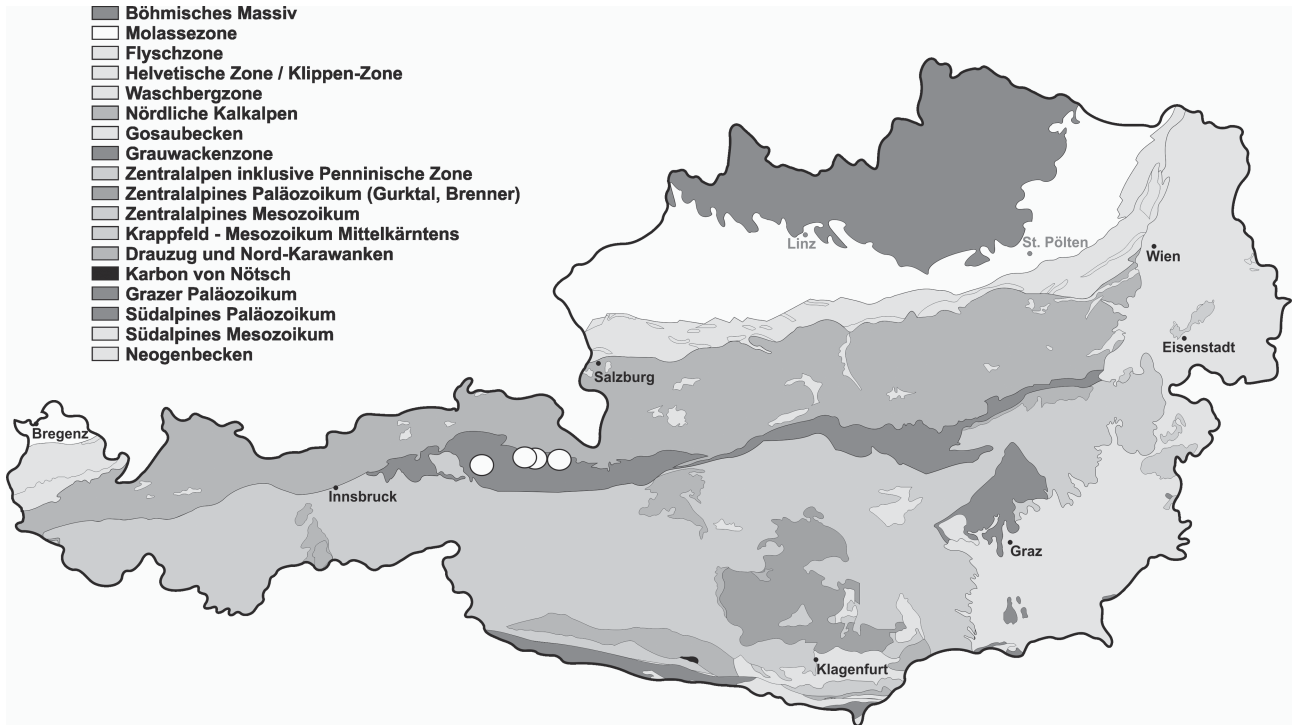 Böhmisches Massiv
Molassezone
Flyschzone
Helvetische Zone / Klippen-Zone
Waschbergzone
Nördliche Kalkalpen
Gosaubecken
Grauwackenzone
Zentralalpen inklusive Penninische Zone
Zentralalpines Paläozoikum (Gurktal, Brenner)
Zentralalpines Mesozoikum
Krappfeld - Mesozoikum Mittelkärntens
Drauzug und Nord-Karawanken
Karbon von Nötsch
Grazer Paläozoikum
Südalpines Paläozoikum
Südalpines Mesozoikum
Neogenbecken
Linz
St. Pölten
Wien
Eisenstadt
Salzburg
Bregenz
Innsbruck
Graz
Klagenfurt